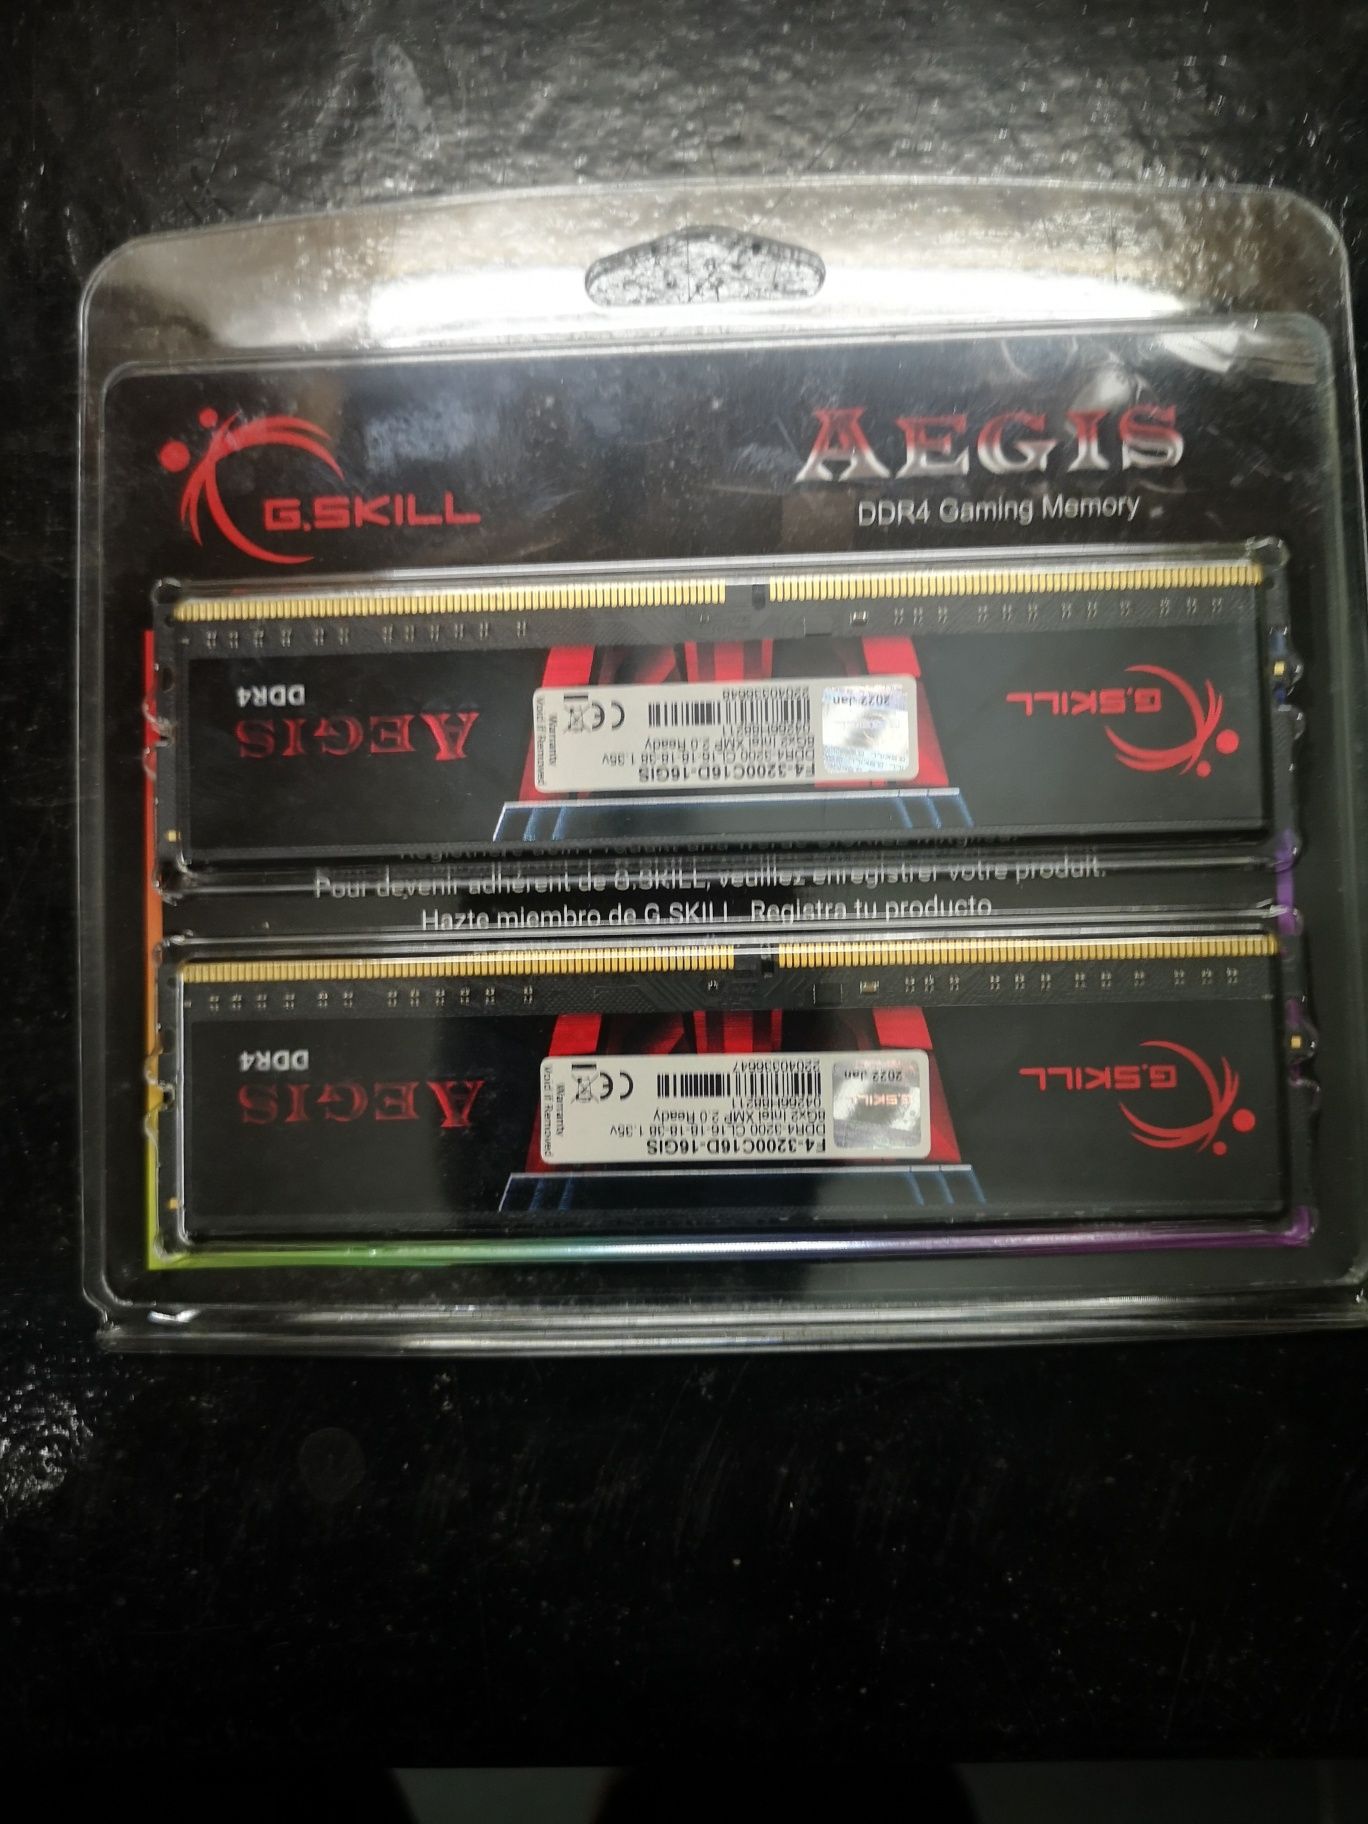 G.SKILL
AEGIS
DDR4 Gaming Memory
G.SKILL
2022 Jan
F4-3200C16D-16GIS
DDR4-3200 CL16-18-18-38 1.35v
8Gx2 Intel XMP 2.0 Ready
Warranty
Void if Removed
AEGIS
DDR4
Pour devenir adhérent de G.SKILL, veuillez enregistrer votre produit.
Hazte miembro de G.SKILL. Registra tu producto.
G.SKILL
2022 Jan
G.SKILL
F4-3200C16D-16GIS
DDR4-3200 CL16-18-18-38 1.35v
8Gx2 Intel XMP 2.0 Ready
22040336647
Warranty
Void if Removed
AEGIS
DDR4